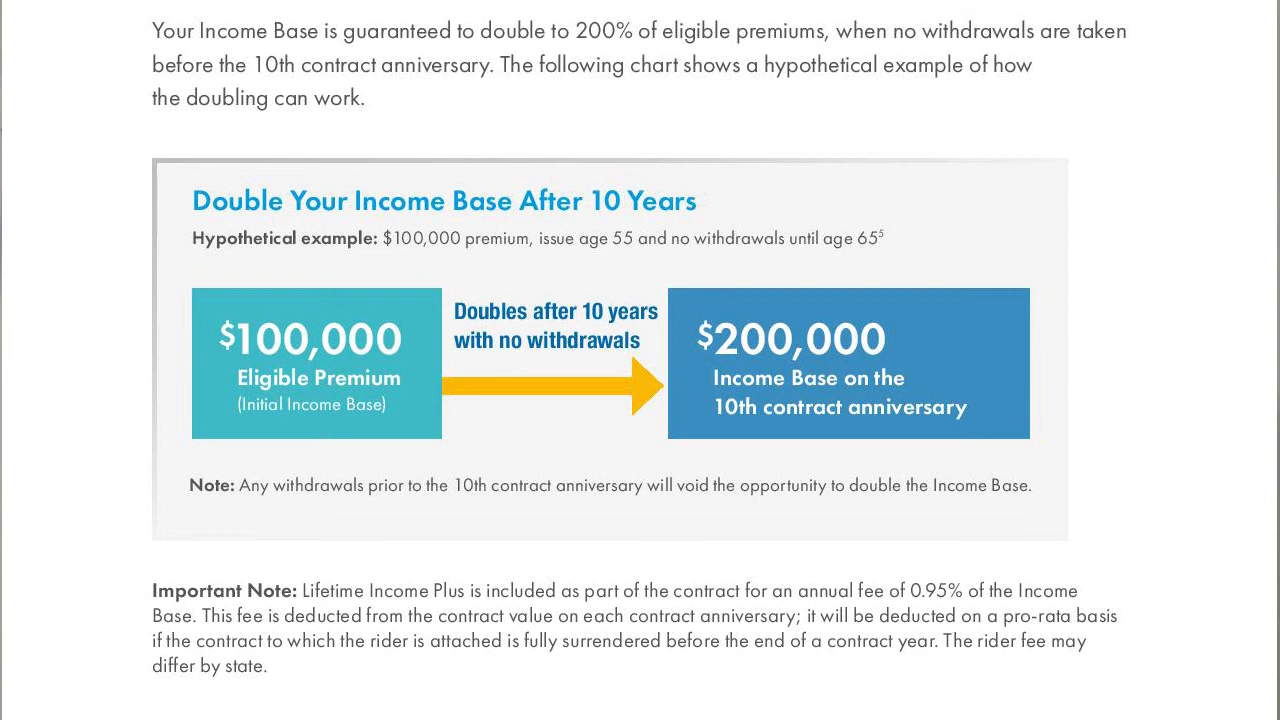 Your Income Base is guaranteed to double to 200% of eligible premiums, when no withdrawals are taken
before the 10th contract anniversary. The following chart shows a hypothetical example of how
the doubling can work.
Double Your Income Base After 10 Years
Hypothetical example: $100,000 premium, issue age 55 and no withdrawals until age 65⁵
$100,000
Eligible Premium
(Initial Income Base)
Doubles after 10 years
with no withdrawals
$200,000
Income Base on the
10th contract anniversary
Note: Any withdrawals prior to the 10th contract anniversary will void the opportunity to double the Income Base.
Important Note: Lifetime Income Plus is included as part of the contract for an annual fee of 0.95% of the Income
Base. This fee is deducted from the contract value on each contract anniversary; it will be deducted on a pro-rata basis
if the contract to which the rider is attached is fully surrendered before the end of a contract year. The rider fee may
differ by state.